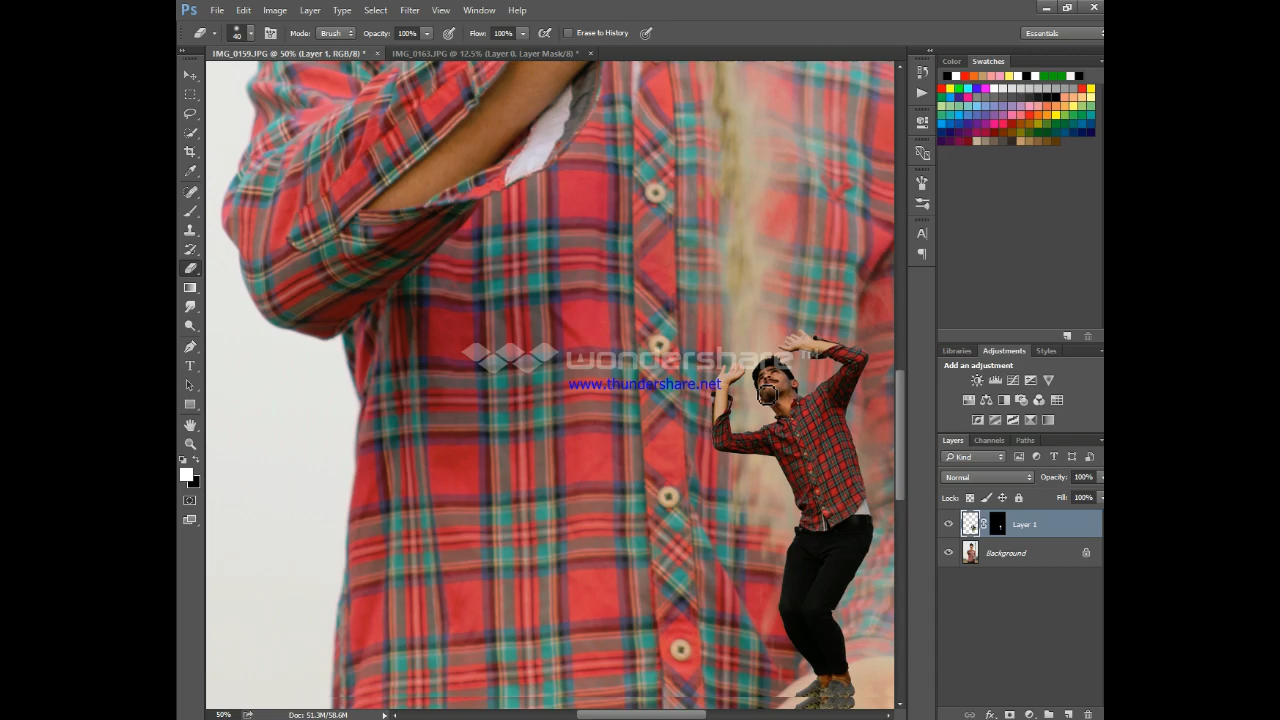 Ps File Edit Image Layer Type Select Filter View Window Help
40 Mode: Brush Opacity: 100% Flow: 100% Erase to History Essentials
IMG_0159.JPG @ 50% (Layer 1, RGB/8) * × IMG_0163.JPG @ 12.5% (Layer 0, Layer Mask/8) * ×
Color Swatches
Libraries Adjustments Styles
Add an adjustment
wondershare™
www.thundershare.net
Layers Channels Paths
Kind
Normal Opacity: 100%
Lock: Fill: 100%
Layer 1
Background
50% Doc: 51.3M/58.6M